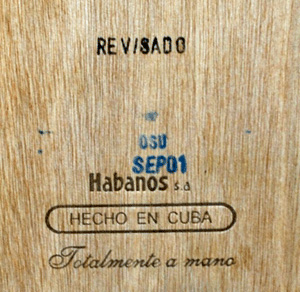 REVISADO
OSU
SEP01
Habanos s.a
HECHO EN CUBA
Totalmente a mano